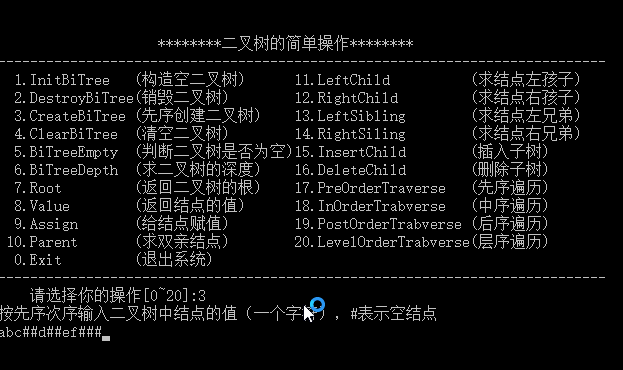 ********二叉树的简单操作********
------------------------------------------------------------------------------
1.InitBiTree (构造空二叉树) 11.LeftChild (求结点左孩子)
2.DestroyBiTree(销毁二叉树) 12.RightChild (求结点右孩子)
3.CreateBiTree (先序创建二叉树) 13.LeftSibling (求结点左兄弟)
4.ClearBiTree (清空二叉树) 14.RightSiling (求结点右兄弟)
5.BiTreeEmpty (判断二叉树是否为空)15.InsertChild (插入子树)
6.BiTreeDepth (求二叉树的深度) 16.DeleteChild (删除子树)
7.Root (返回二叉树的根) 17.PreOrderTraverse (先序遍历)
8.Value (返回结点的值) 18.InOrderTrabverse (中序遍历)
9.Assign (给结点赋值) 19.PostOrderTrabverse (后序遍历)
10.Parent (求双亲结点) 20.LevelOrderTrabverse(层序遍历)
0.Exit (退出系统)
------------------------------------------------------------------------------
请选择你的操作[0~20]:3
按先序次序输入二叉树中结点的值（一个字符）, #表示空结点
abc##d##ef###_